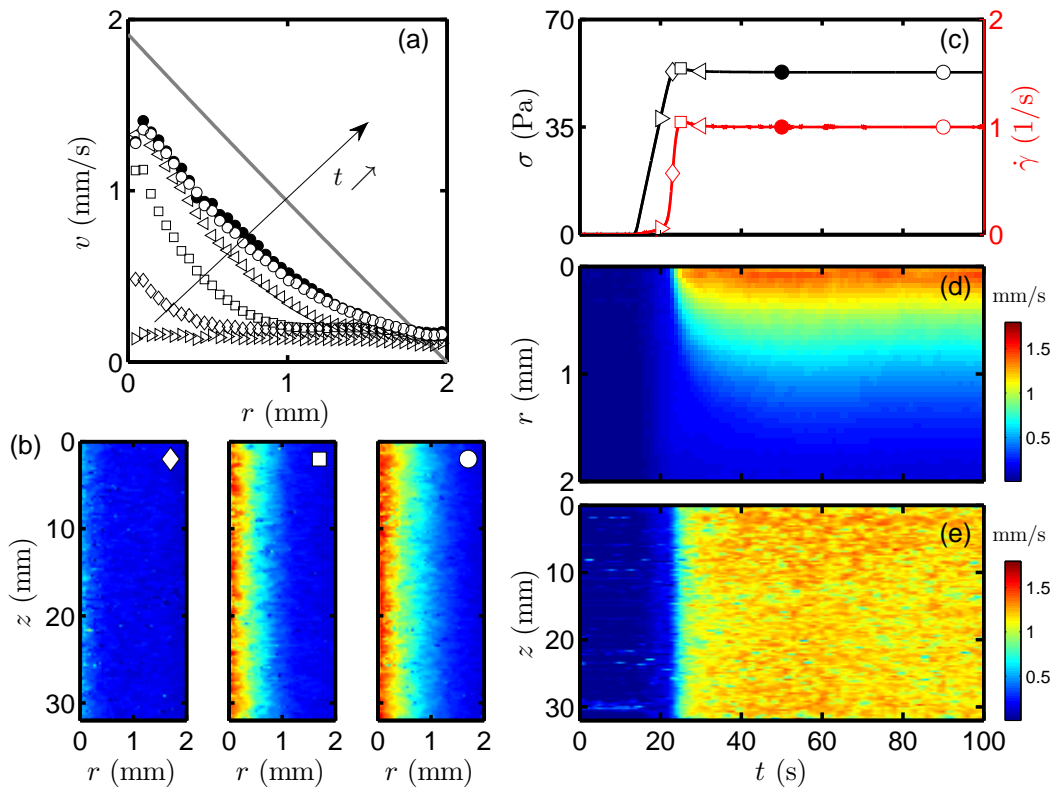 (a)
2
1
0
v (mm/s)
t ↗
0
1
2
r (mm)
(c)
70
35
0
σ (Pa)
2
1
0
γ̇ (1/s)
(d)
0
1
2
r (mm)
mm/s
1.5
1
0.5
(b)
0
10
20
30
z (mm)
0 1 2
0 1 2
0 1 2
r (mm)
r (mm)
r (mm)
(e)
0
10
20
30
z (mm)
mm/s
1.5
1
0.5
0 20 40 60 80 100
t (s)